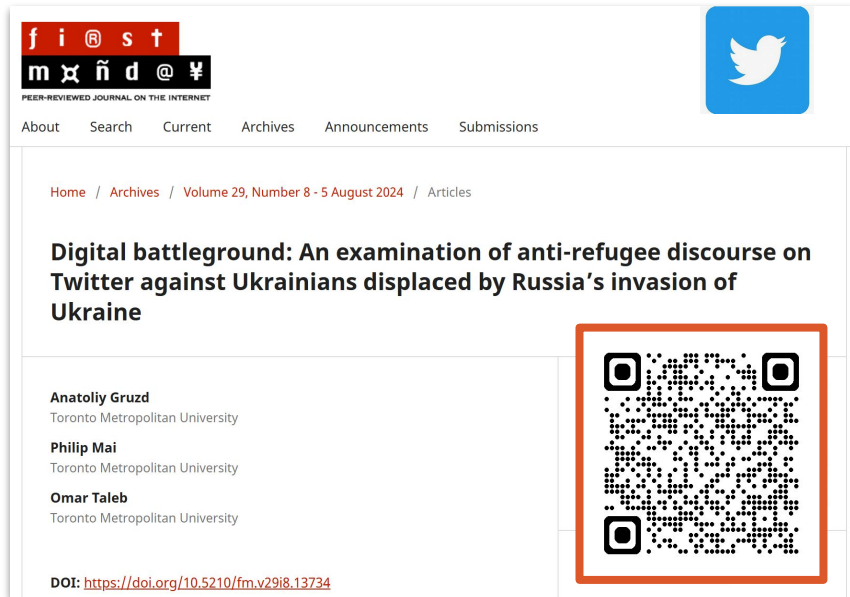 f i ® s t
m ¤ ñ d @ ¥
PEER-REVIEWED JOURNAL ON THE INTERNET
About Search Current Archives Announcements Submissions
Home / Archives / Volume 29, Number 8 - 5 August 2024 / Articles
Digital battleground: An examination of anti-refugee discourse on
Twitter against Ukrainians displaced by Russia’s invasion of
Ukraine
Anatoliy Gruzd
Toronto Metropolitan University
Philip Mai
Toronto Metropolitan University
Omar Taleb
Toronto Metropolitan University
DOI: https://doi.org/10.5210/fm.v29i8.13734